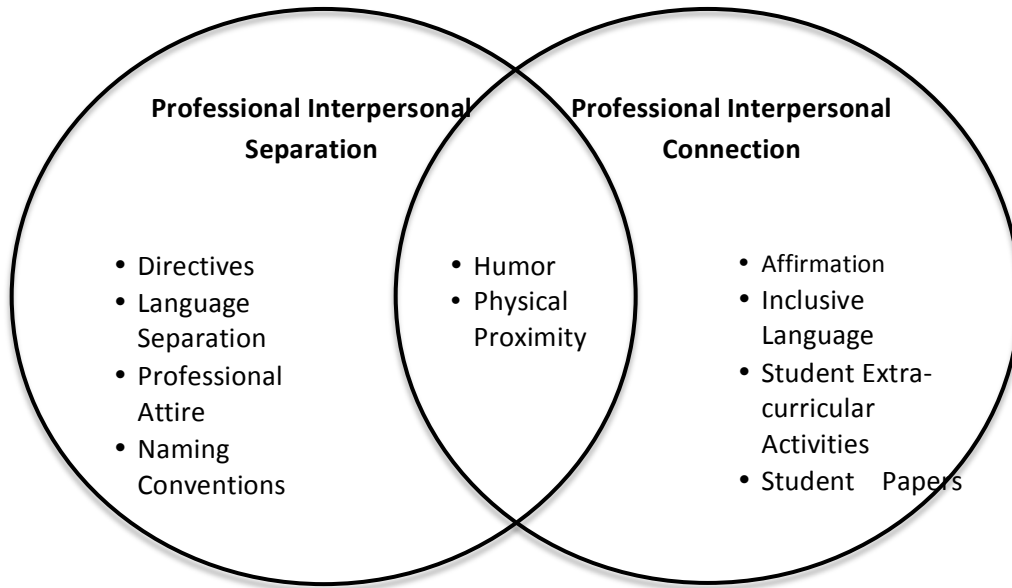 Professional Interpersonal
Separation
Professional Interpersonal
Connection
• Directives
• Language
Separation
• Professional
Attire
• Naming
Conventions
• Humor
• Physical
Proximity
• Affirmation
• Inclusive
Language
• Student Extra-
curricular
Activities
• Student Papers